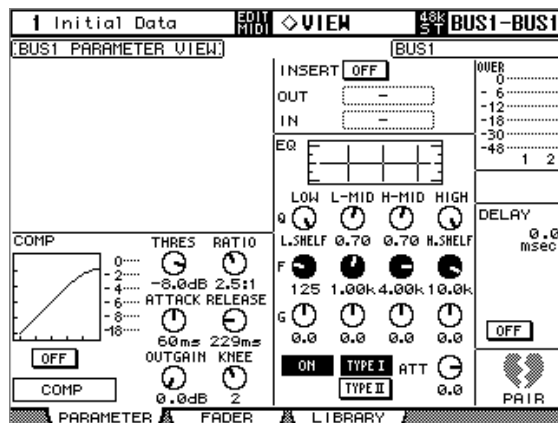 1 Initial Data EDIT MIDI ◇VIEW 48k ST BUS1-BUS1
BUS1 PARAMETER VIEW BUS1
INSERT OFF
OUT -
IN -
OVER
0
-6
-12
-18
-30
-48
1 2
EQ
LOW L-MID H-MID HIGH
Q
L.SHELF 0.70 0.70 H.SHELF
F
125 1.00k 4.00k 10.0k
G
0.0 0.0 0.0 0.0
ON TYPE I ATT
TYPE II 0.0
DELAY
0.0
msec
OFF
PAIR
COMP
0
-2
-4
-6
-8
-18
THRES RATIO
-8.0dB 2.5:1
ATTACK RELEASE
60ms 229ms
OUTGAIN KNEE
0.0dB 2
OFF
COMP
PARAMETER FADER LIBRARY